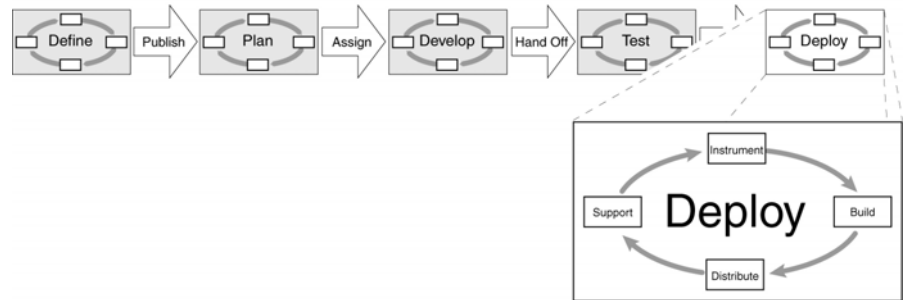 Define
Publish
Plan
Assign
Develop
Hand Off
Test
Deploy
Instrument
Support
Deploy
Build
Distribute